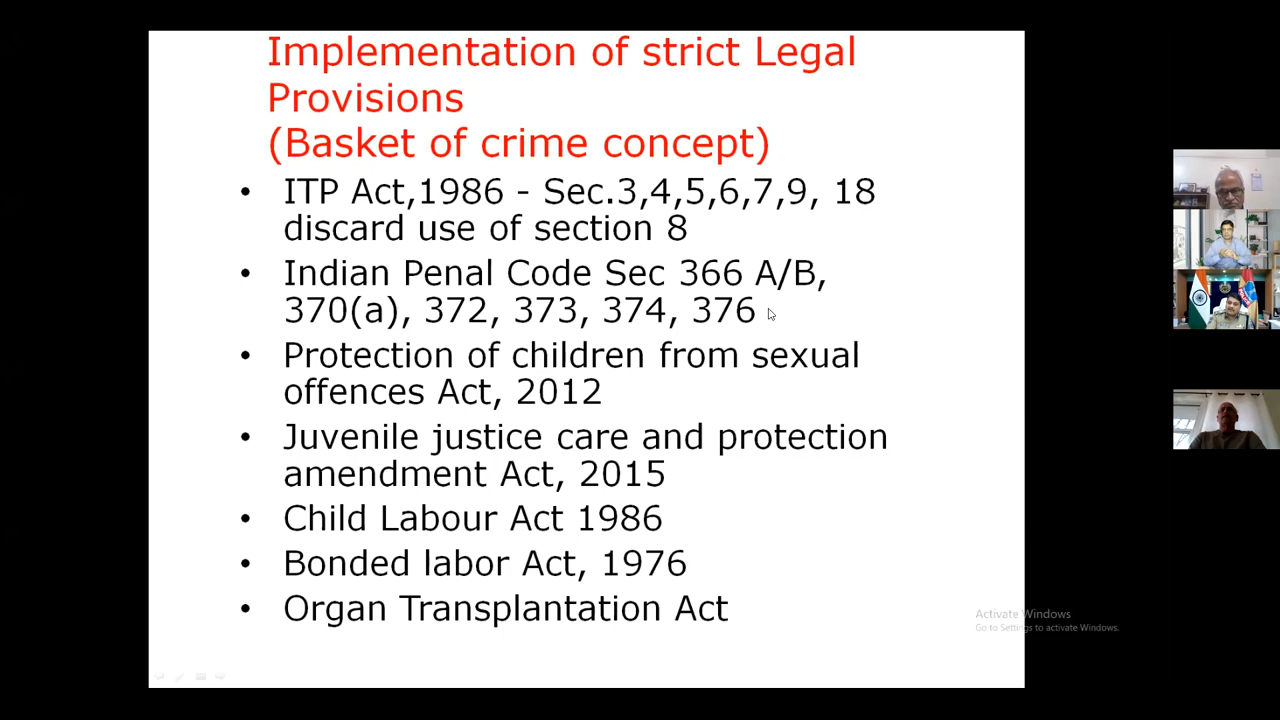 Implementation of strict Legal
Provisions
(Basket of crime concept)
• ITP Act,1986 - Sec.3,4,5,6,7,9, 18
discard use of section 8
• Indian Penal Code Sec 366 A/B,
370(a), 372, 373, 374, 376
• Protection of children from sexual
offences Act, 2012
• Juvenile justice care and protection
amendment Act, 2015
• Child Labour Act 1986
• Bonded labor Act, 1976
• Organ Transplantation Act
Activate Windows
Go to Settings to activate Windows.